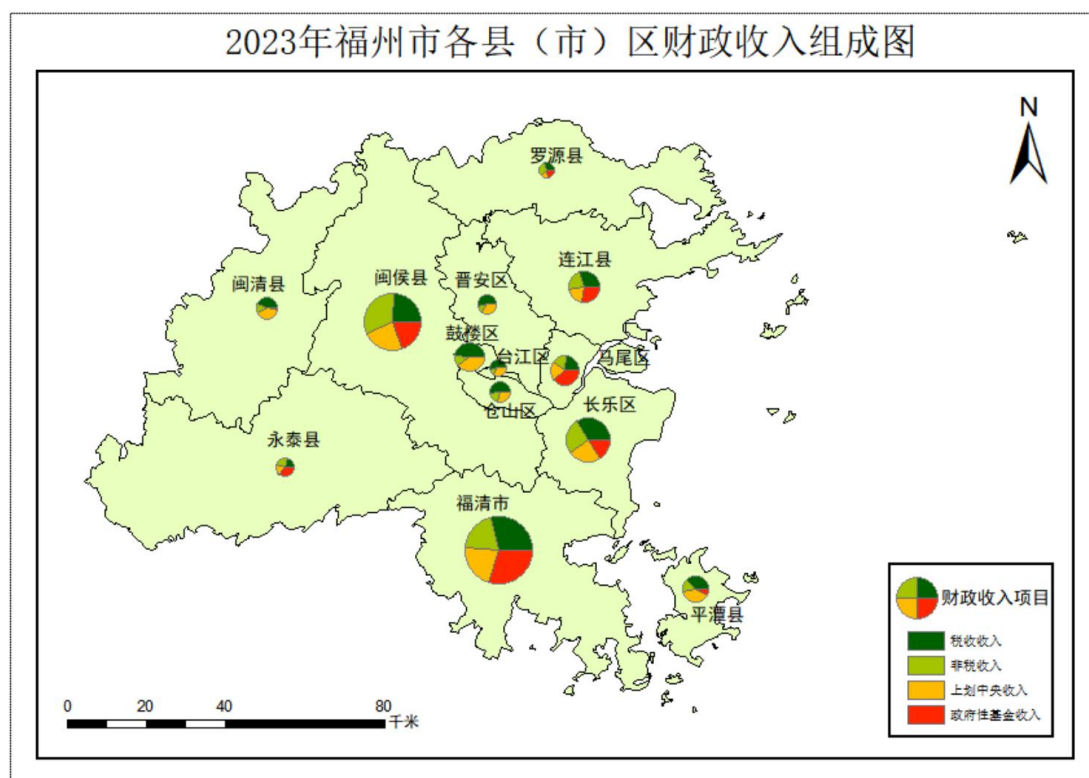 2023年福州市各县（市）区财政收入组成图
N
罗源县
连江县
闽清县
闽侯县
晋安区
鼓楼区
台江区
马尾区
仓山区
长乐区
永泰县
福清市
平潭县
财政收入项目
税收收入
非税收入
上划中央收入
政府性基金收入
0 20 40 80
千米